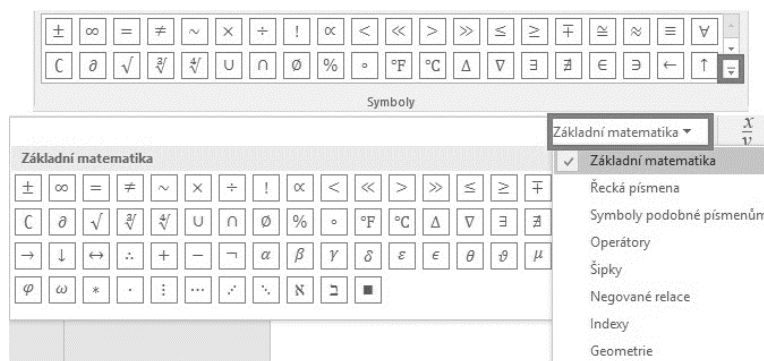 ± ∞ = ≠ ~ × ÷ ! ∝ < ≪ > ≫ ≤ ≥ ∓ ≅ ≈ ≡ ∀
∁ ∂ √ ∛ ∜ ∪ ∩ ∅ % ° °F °C ∆ ∇ ∃ ∄ ∈ ∋ ← ↑
Symboly
Základní matematika
x
y
Základní matematika
± ∞ = ≠ ~ × ÷ ! ∝ < ≪ > ≫ ≤ ≥ ∓
∁ ∂ √ ∛ ∜ ∪ ∩ ∅ % ° °F °C ∆ ∇ ∃ ∄
→ ↓ ↔ ∴ + − ¬ α β γ δ ε ϵ θ ϑ μ
φ ω * ∙ ⋮ ⋯ ⋰ ⋱ ℵ ℶ ∎
Základní matematika
Řecká písmena
Symboly podobné písmenům
Operátory
Šipky
Negované relace
Indexy
Geometrie